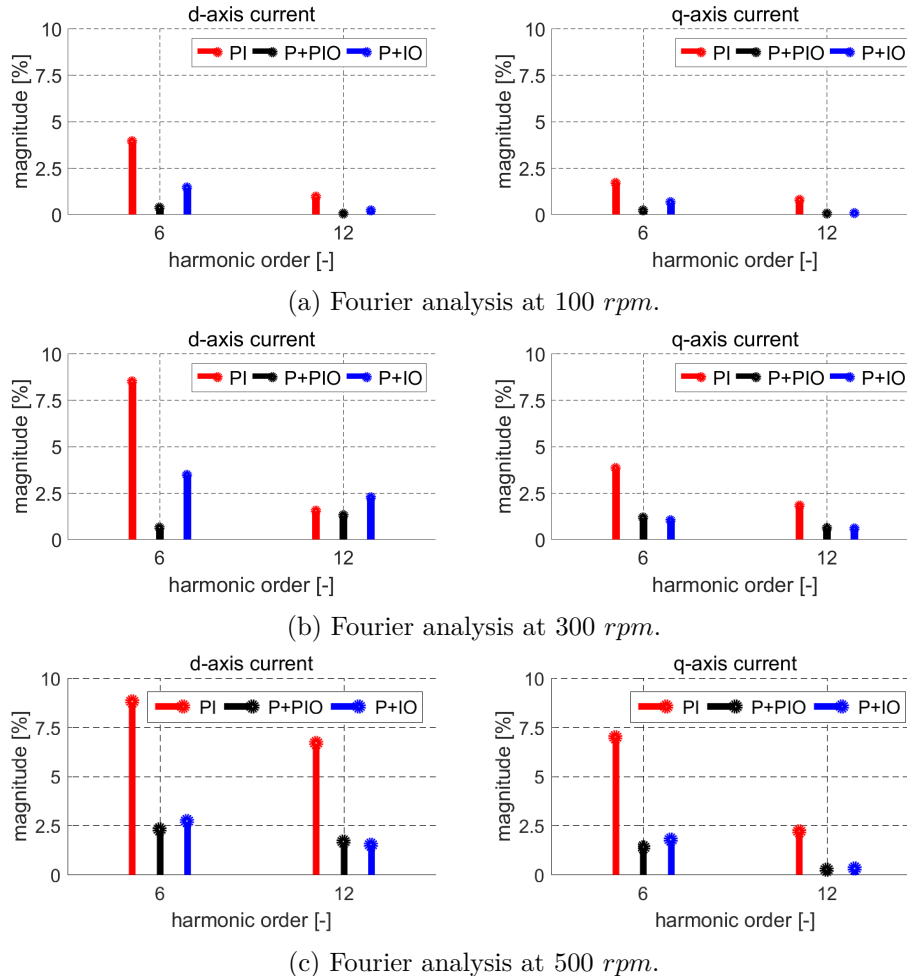 d-axis current
10
7.5
5
2.5
0
magnitude [%]
PI P+PIO P+IO
6 12
harmonic order [-]
q-axis current
10
7.5
5
2.5
0
magnitude [%]
PI P+PIO P+IO
6 12
harmonic order [-]
(a) Fourier analysis at 100 rpm.
d-axis current
10
7.5
5
2.5
0
magnitude [%]
PI P+PIO P+IO
6 12
harmonic order [-]
q-axis current
10
7.5
5
2.5
0
magnitude [%]
PI P+PIO P+IO
6 12
harmonic order [-]
(b) Fourier analysis at 300 rpm.
d-axis current
10
7.5
5
2.5
0
magnitude [%]
PI P+PIO P+IO
6 12
harmonic order [-]
q-axis current
10
7.5
5
2.5
0
magnitude [%]
PI P+PIO P+IO
6 12
harmonic order [-]
(c) Fourier analysis at 500 rpm.